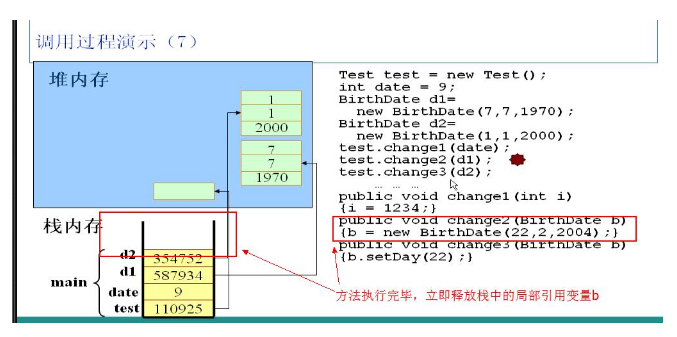 调用过程演示（7）
堆内存
1
1
2000
7
7
1970
栈内存
d2 354752
d1 587934
main
date 9
test 110925
Test test = new Test();
int date = 9;
BirthDate d1=
new BirthDate(7,7,1970);
BirthDate d2=
new BirthDate(1,1,2000);
test.change1(date);
test.change2(d1);
test.change3(d2);
… … …
public void change1(int i)
{i = 1234;}
public void change2(BirthDate b)
{b = new BirthDate(22,2,2004);}
public void change3(BirthDate b)
{b.setDay(22);}
方法执行完毕，立即释放栈中的局部引用变量b